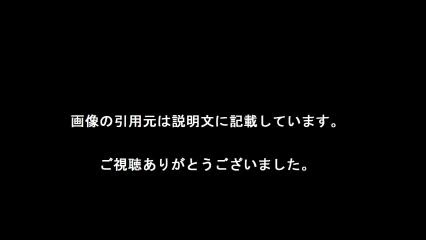 画像の引用元は説明文に記載しています。
ご視聴ありがとうございました。